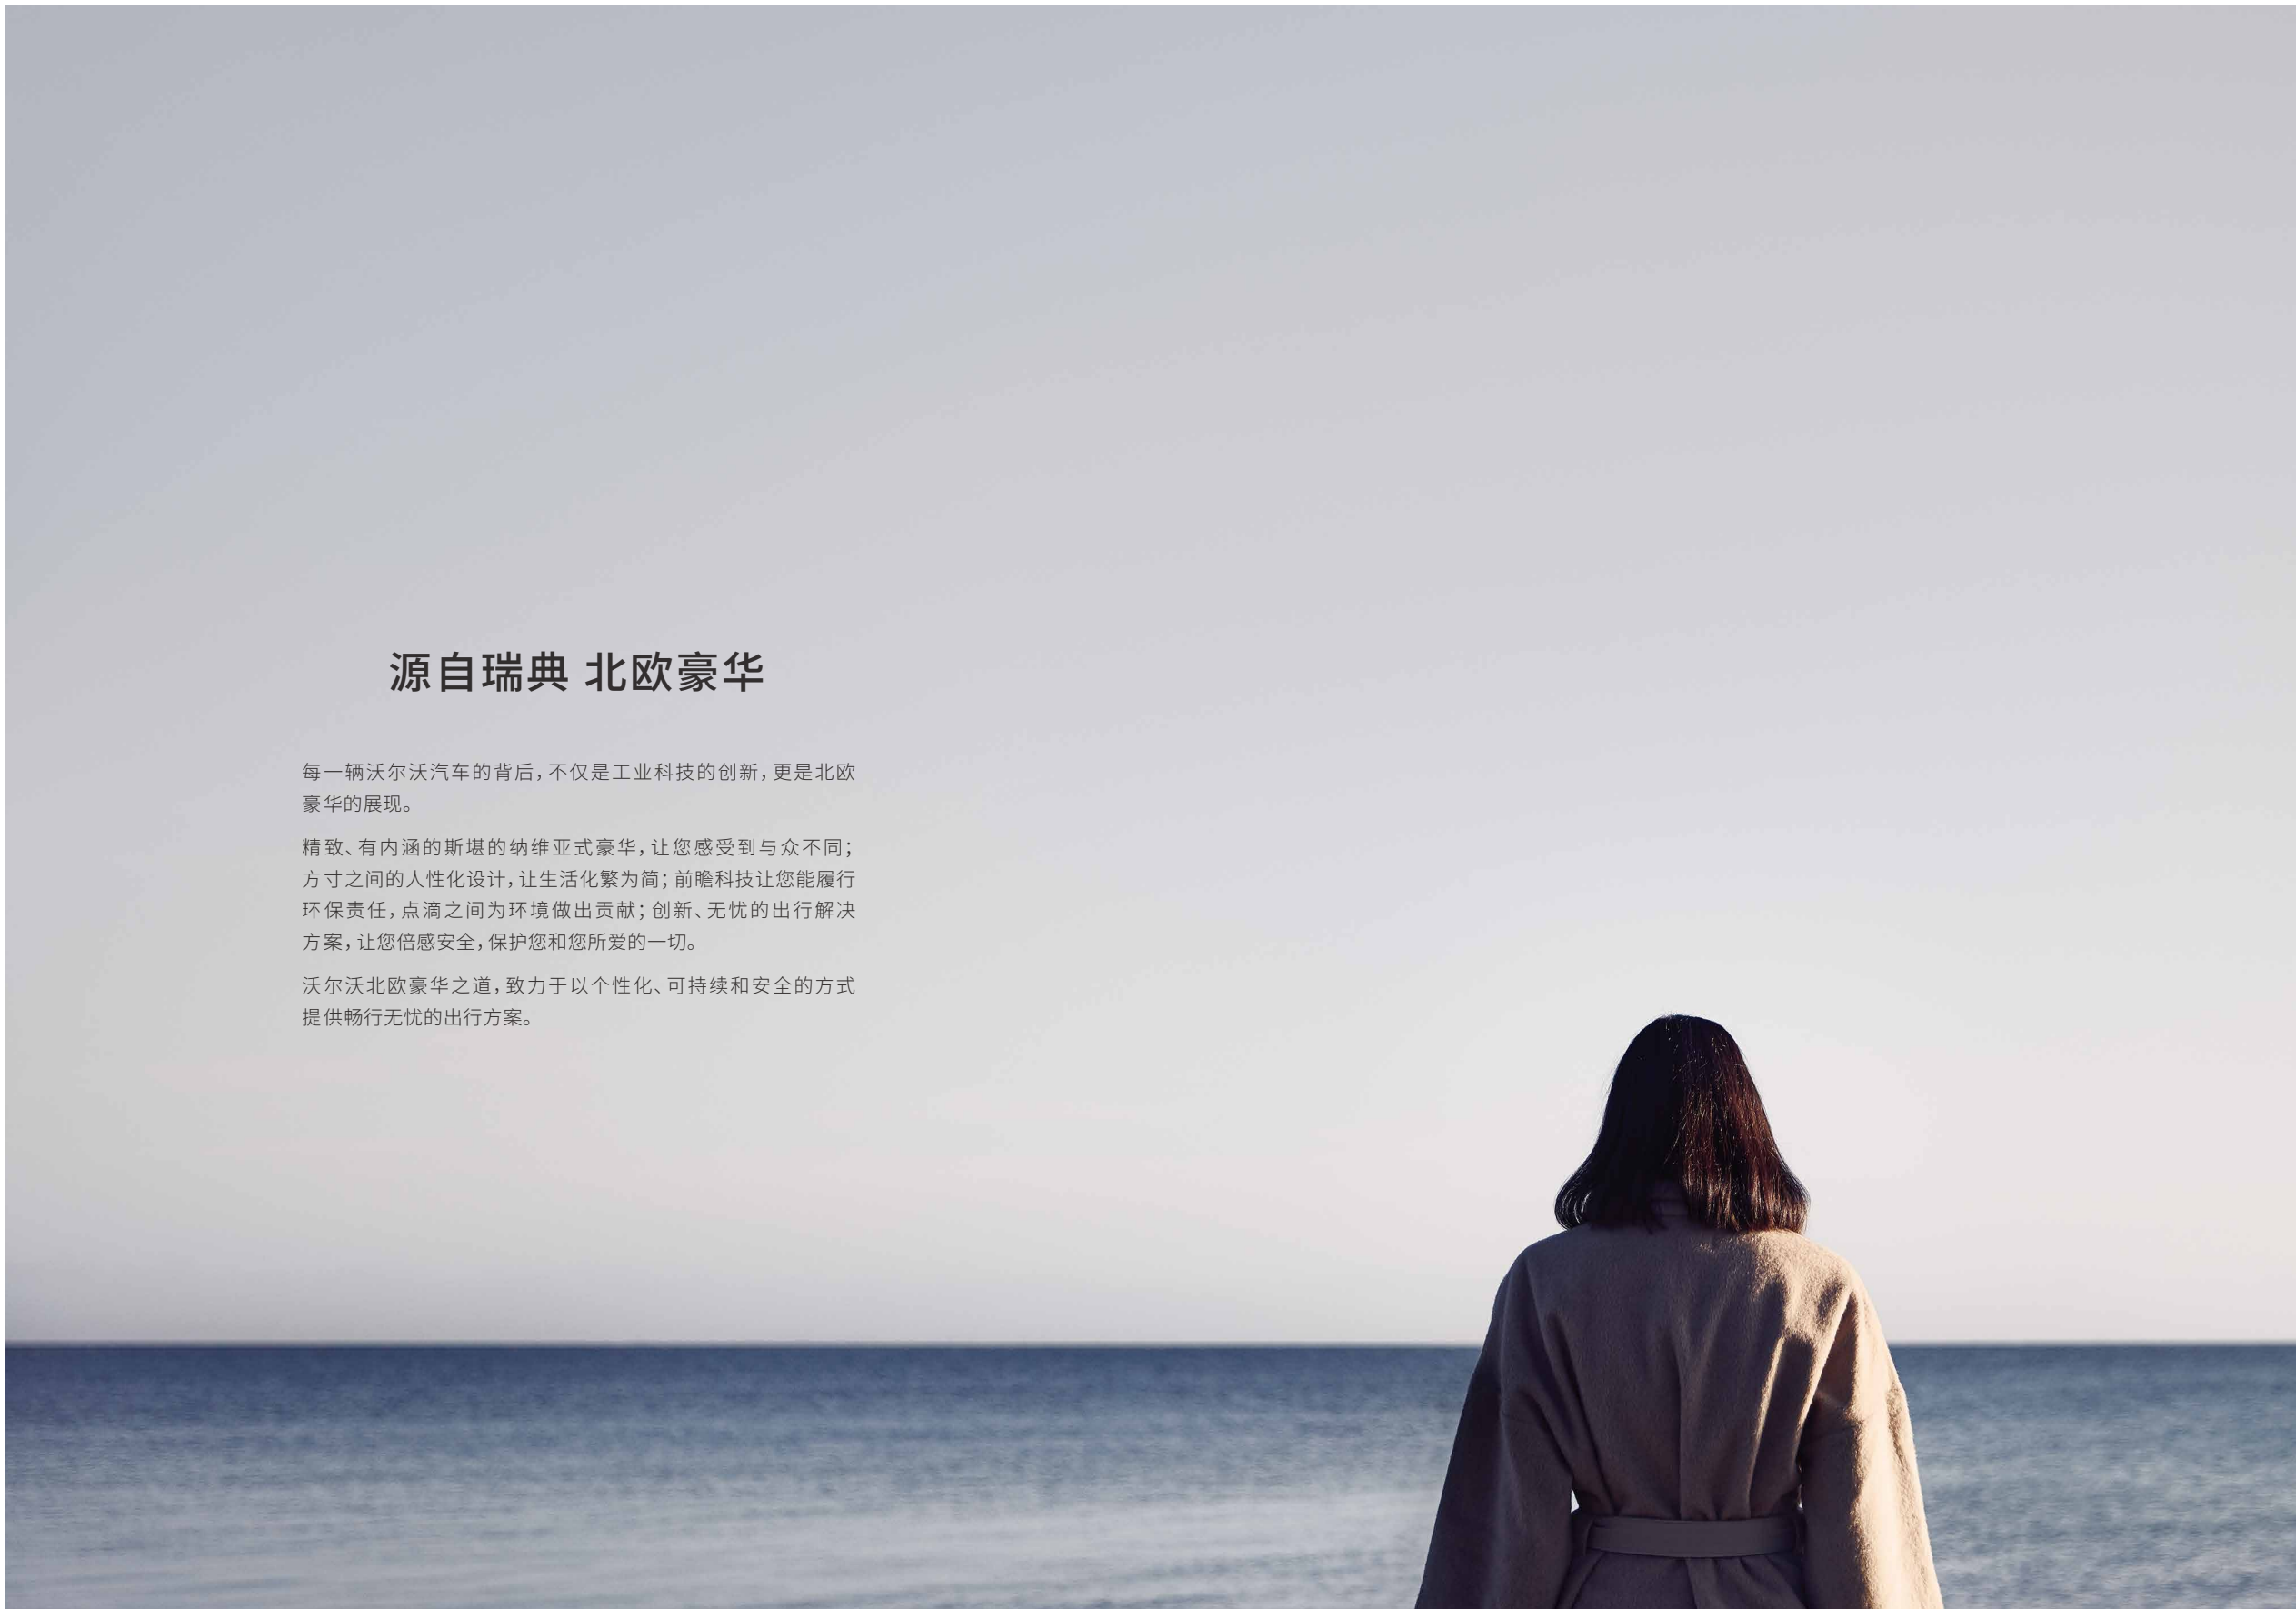 源自瑞典 北欧豪华
每一辆沃尔沃汽车的背后，不仅是工业科技的创新，更是北欧
豪华的展现。
精致、有内涵的斯堪的纳维亚式豪华，让您感受到与众不同；
方寸之间的人性化设计，让生活化繁为简；前瞻科技让您能履行
环保责任，点滴之间为环境做出贡献；创新、无忧的出行解决
方案，让您倍感安全，保护您和您所爱的一切。
沃尔沃北欧豪华之道，致力于以个性化、可持续和安全的方式
提供畅行无忧的出行方案。